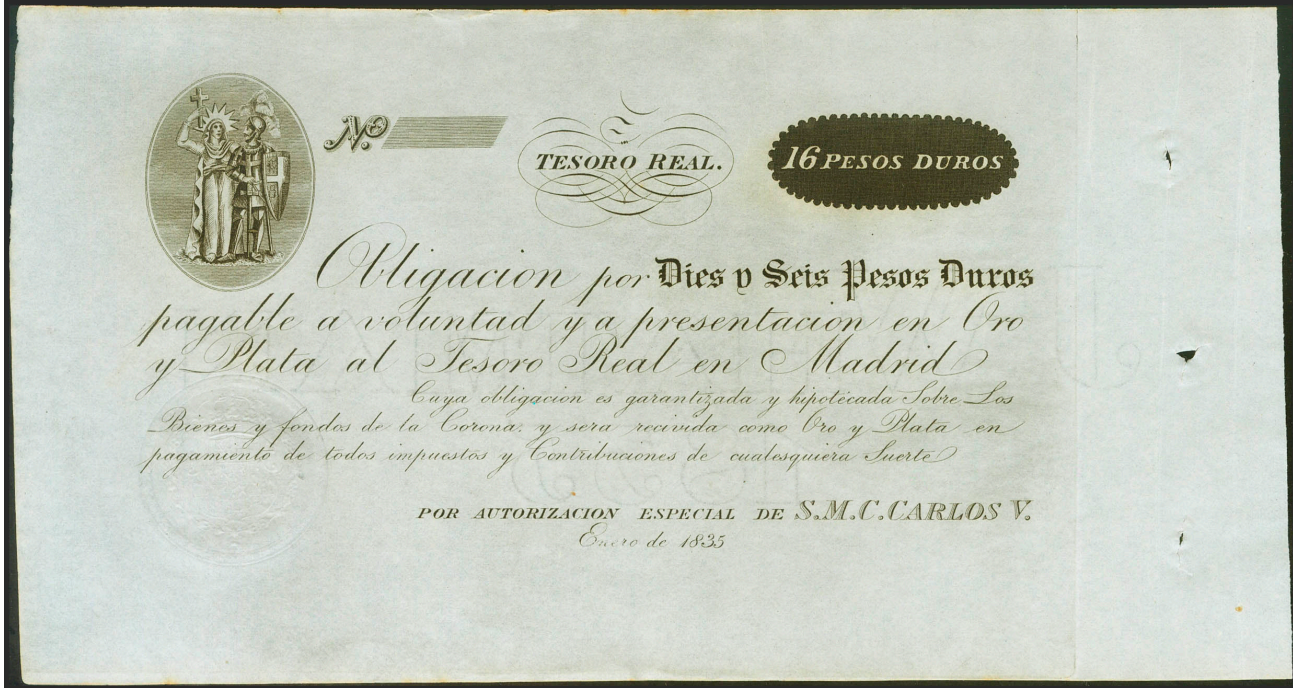 No.
TESORO REAL.
16 PESOS DUROS
Obligacion por Dies y Seis Pesos Duros
pagable a voluntad y a presentacion en Oro
y Plata al Tesoro Real en Madrid
Cuya obligacion es garantizada y hipotécada Sobre Los
Bienes y fondos de la Corona: y sera recivida como Oro y Plata en
pagamiento de todos impuestos y Contribuciones de cualesquiera Suerte
POR AUTORIZACION ESPECIAL DE S.M.C. CARLOS V.
Enero de 1835